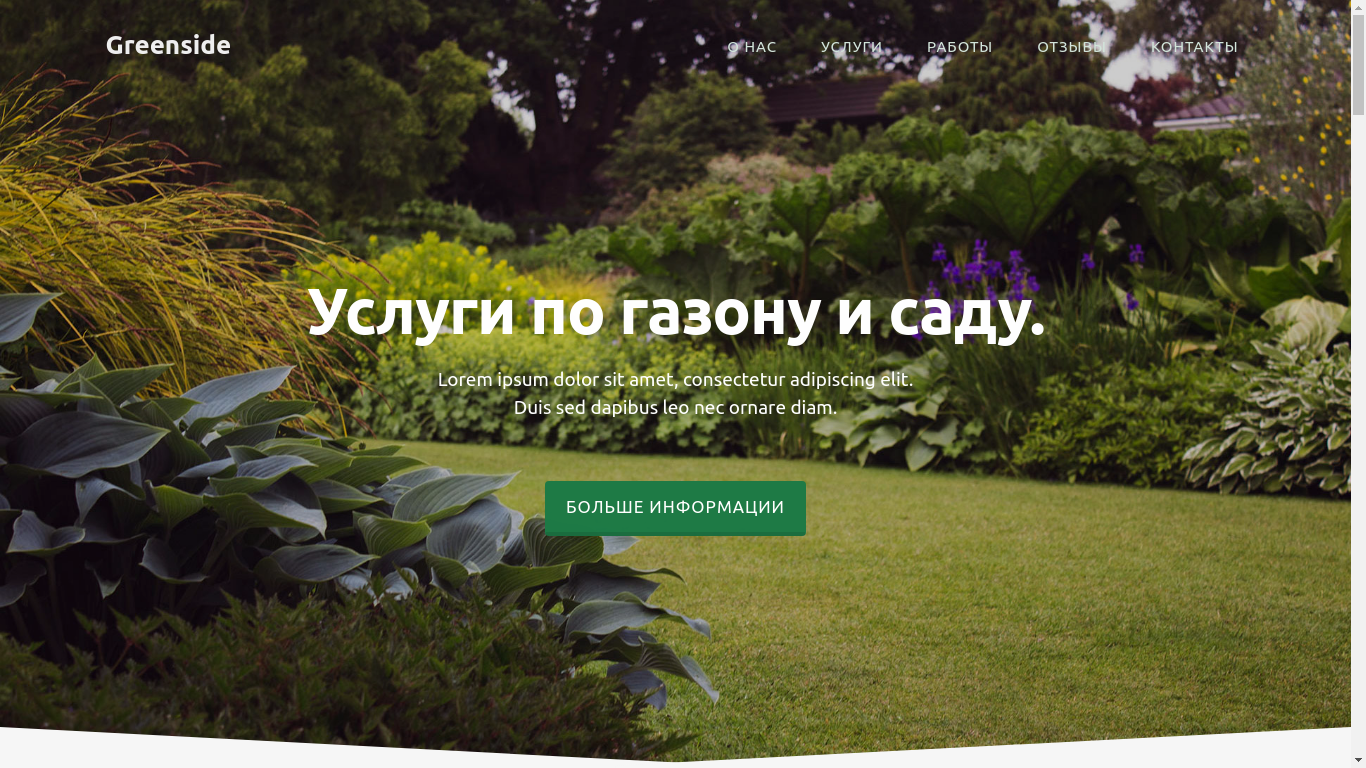 Greenside
О НАС УСЛУГИ РАБОТЫ ОТЗЫВЫ КОНТАКТЫ
Услуги по газону и саду.
Lorem ipsum dolor sit amet, consectetur adipiscing elit.
Duis sed dapibus leo nec ornare diam.
БОЛЬШЕ ИНФОРМАЦИИ